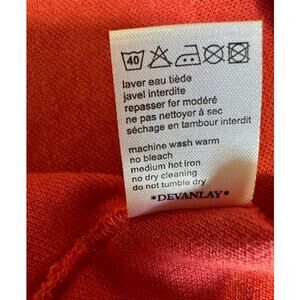 40
laver eau tiède
javel interdite
repasser fer modéré
ne pas nettoyer à sec
séchage en tambour interdit
machine wash warm
no bleach
medium hot iron
no dry cleaning
do not tumble dry
*DEVANLAY*